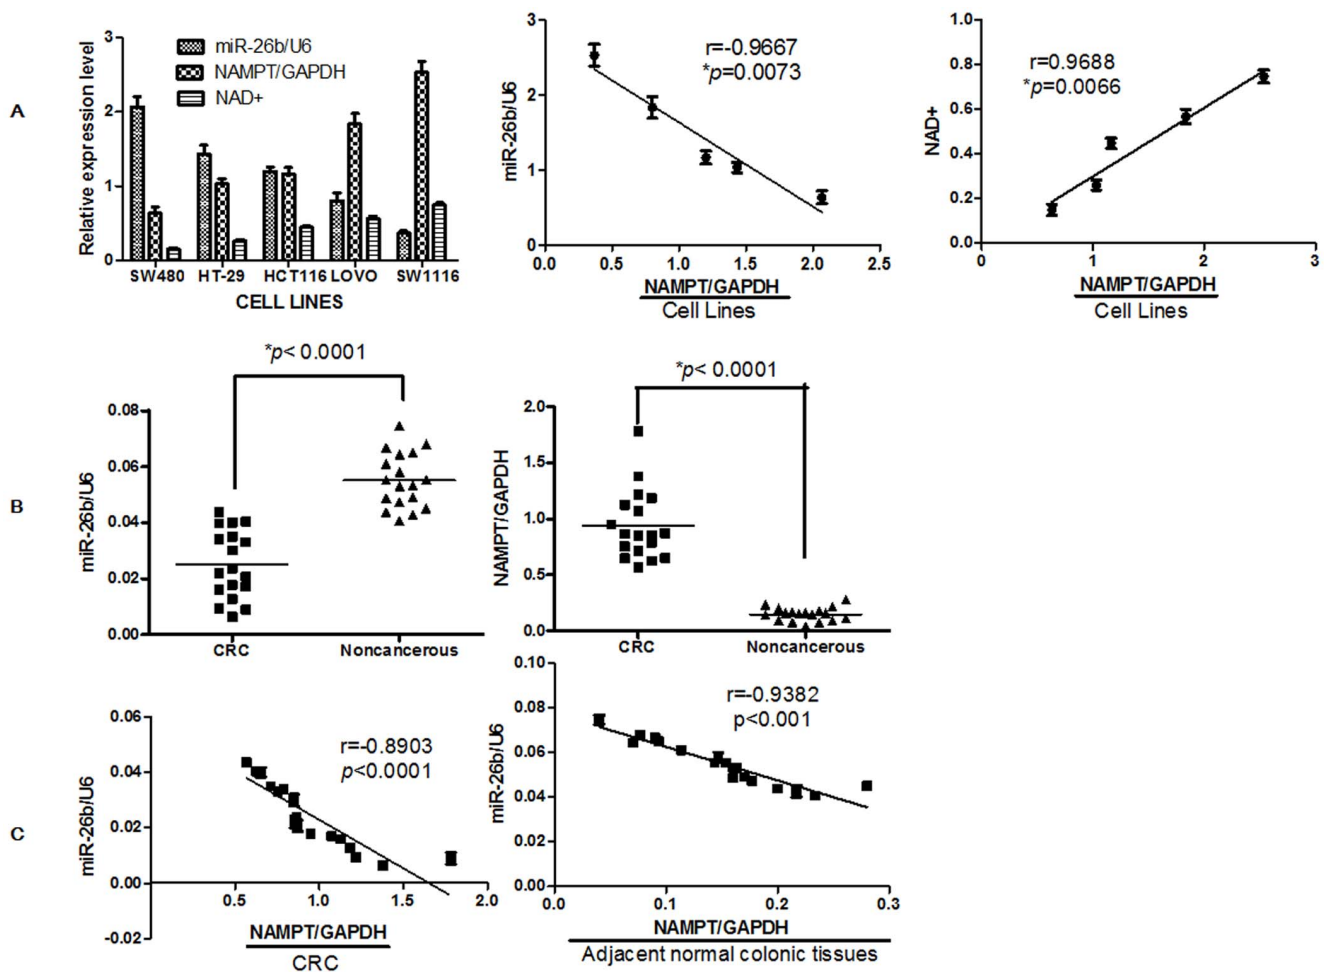 A
Relative expression level
3
2
1
0
miR-26b/U6
NAMPT/GAPDH
NAD+
SW480 HT-29 HCT116 LOVO SW1116
CELL LINES
miR-26b/U6
3
2
1
0
r=-0.9667
*p=0.0073
0.0 0.5 1.0 1.5 2.0 2.5
NAMPT/GAPDH
Cell Lines
NAD+
1.0
0.8
0.6
0.4
0.2
0.0
r=0.9688
*p=0.0066
0 1 2 3
NAMPT/GAPDH
Cell Lines
B
*p< 0.0001
miR-26b/U6
0.08
0.06
0.04
0.02
0.00
CRC Noncancerous
*p< 0.0001
NAMPT/GAPDH
2.0
1.5
1.0
0.5
0.0
CRC Noncancerous
C
miR-26b/U6
0.06
0.04
0.02
0.00
-0.02
r=-0.8903
p<0.0001
0.5 1.0 1.5 2.0
NAMPT/GAPDH
CRC
miR-26b/U6
0.10
0.08
0.06
0.04
0.02
0.00
r=-0.9382
p<0.001
0.0 0.1 0.2 0.3
NAMPT/GAPDH
Adjacent normal colonic tissues